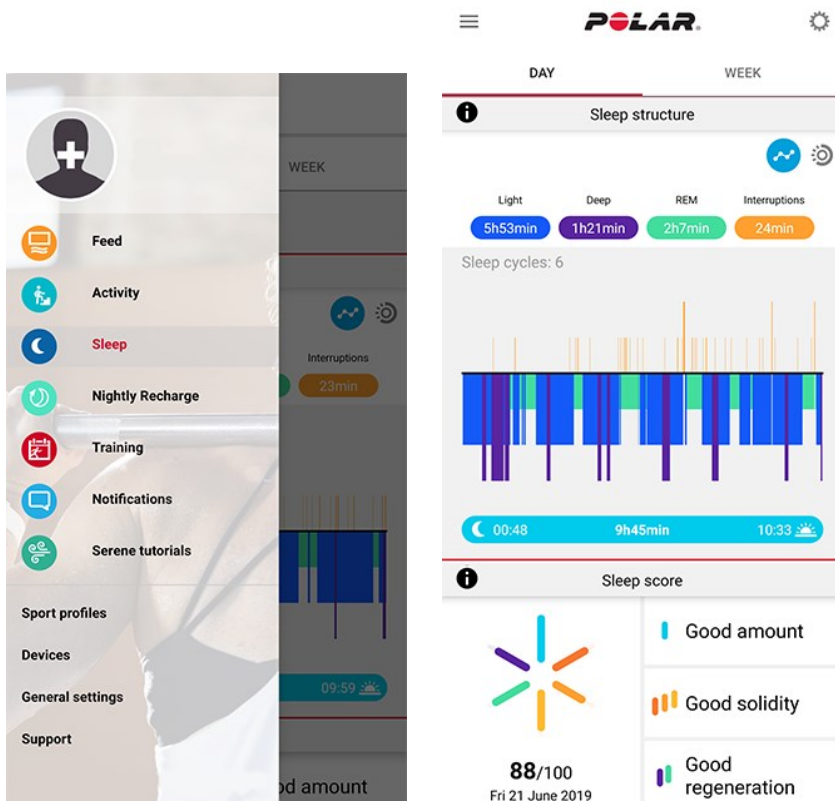 WEEK
Feed
Activity
Sleep
Interruptions
Nightly Recharge
23min
Training
Notifications
Serene tutorials
Sport profiles
Devices
General settings
09:59
Support
od amount
POLAR.
DAY
WEEK
Sleep structure
Light
Deep
REM
Interruptions
5h53min
1h21min
2h7min
24min
Sleep cycles: 6
00:48
9h45min
10:33
Sleep score
Good amount
Good solidity
88/100
Fri 21 June 2019
Good
regeneration